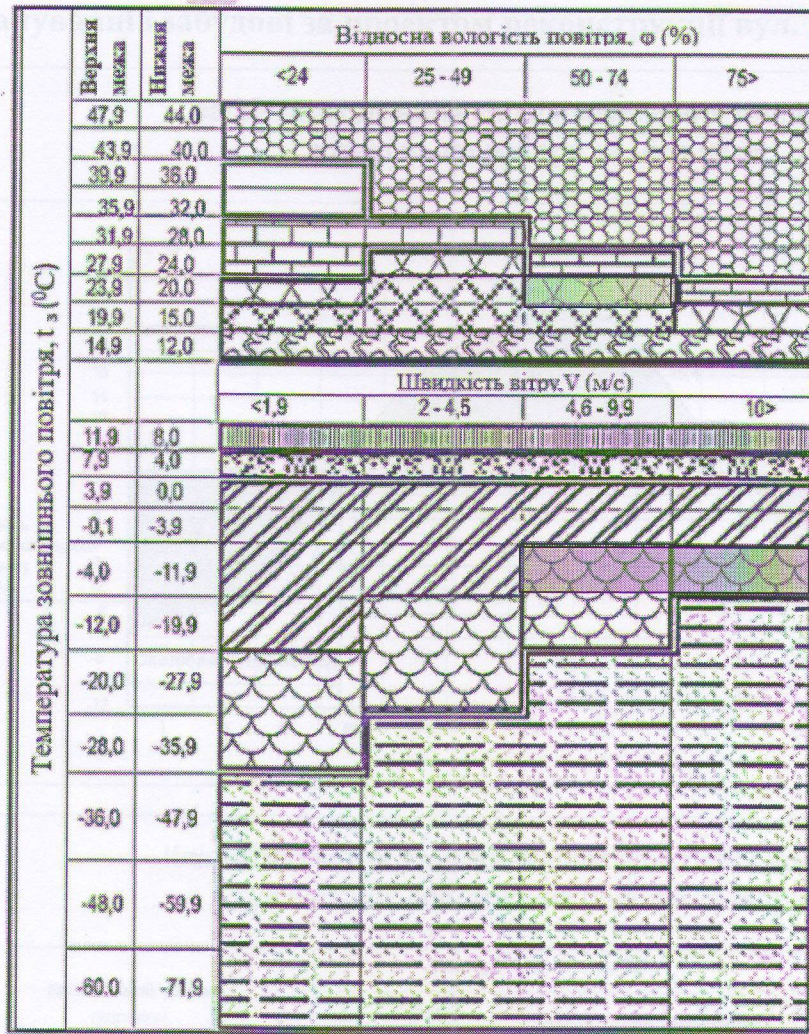 Верхня межа
Нижня межа
Відносна вологість повітря, φ (%)
<24 25 - 49 50 - 74 75>
47,9 44,0
43,9 40,0
39,9 36,0
35,9 32,0
31,9 28,0
27,9 24,0
23,9 20.0
19,9 15.0
14,9 12,0
Температура зовнішнього повітря, t з (⁰C)
Швидкість вітру,V (м/с)
<1,9 2 - 4,5 4,6 - 9,9 10>
11,9 8,0
7,9 4,0
3,9 0,0
-0,1 -3,9
-4,0 -11,9
-12,0 -19,9
-20,0 -27,9
-28,0 -35,9
-36,0 -47,9
-48,0 -59,9
-60.0 -71,9